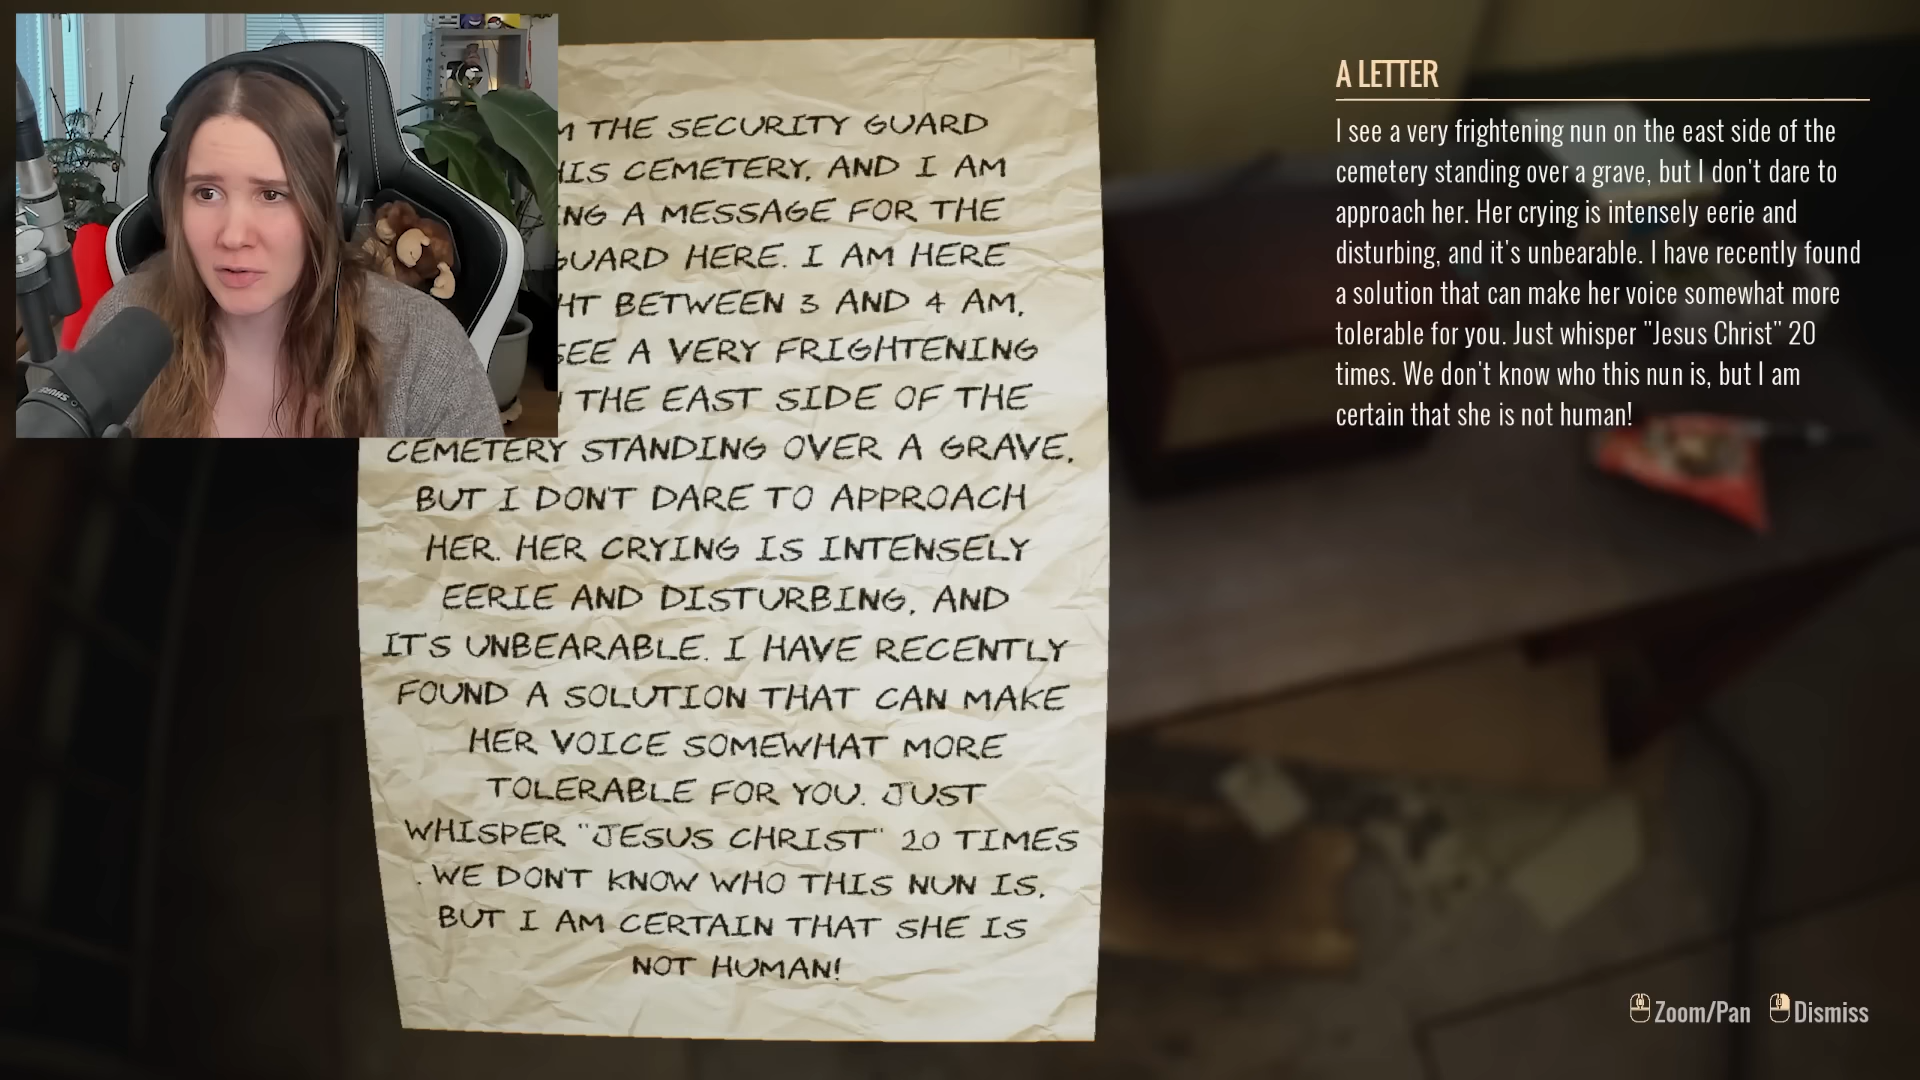 M THE SECURITY GUARD
HIS CEMETERY, AND I AM
NG A MESSAGE FOR THE
GUARD HERE. I AM HERE
HT BETWEEN 3 AND 4 AM,
SEE A VERY FRIGHTENING
THE EAST SIDE OF THE
CEMETERY STANDING OVER A GRAVE,
BUT I DON'T DARE TO APPROACH
HER. HER CRYING IS INTENSELY
EERIE AND DISTURBING, AND
IT'S UNBEARABLE. I HAVE RECENTLY
FOUND A SOLUTION THAT CAN MAKE
HER VOICE SOMEWHAT MORE
TOLERABLE FOR YOU. JUST
WHISPER "JESUS CHRIST" 20 TIMES
. WE DON'T KNOW WHO THIS NUN IS,
BUT I AM CERTAIN THAT SHE IS
NOT HUMAN!
A LETTER
I see a very frightening nun on the east side of the
cemetery standing over a grave, but I don't dare to
approach her. Her crying is intensely eerie and
disturbing, and it's unbearable. I have recently found
a solution that can make her voice somewhat more
tolerable for you. Just whisper "Jesus Christ" 20
times. We don't know who this nun is, but I am
certain that she is not human!
Zoom/Pan Dismiss
SHURE